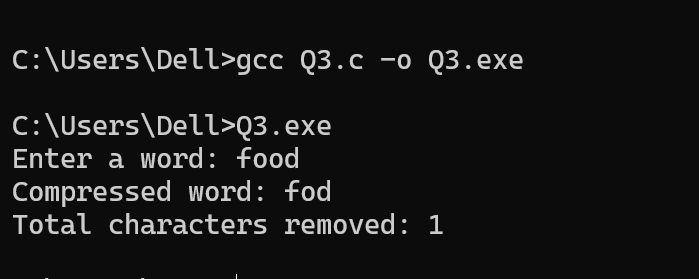 C:\Users\Dell>gcc Q3.c -o Q3.exe
C:\Users\Dell>Q3.exe
Enter a word: food
Compressed word: fod
Total characters removed: 1